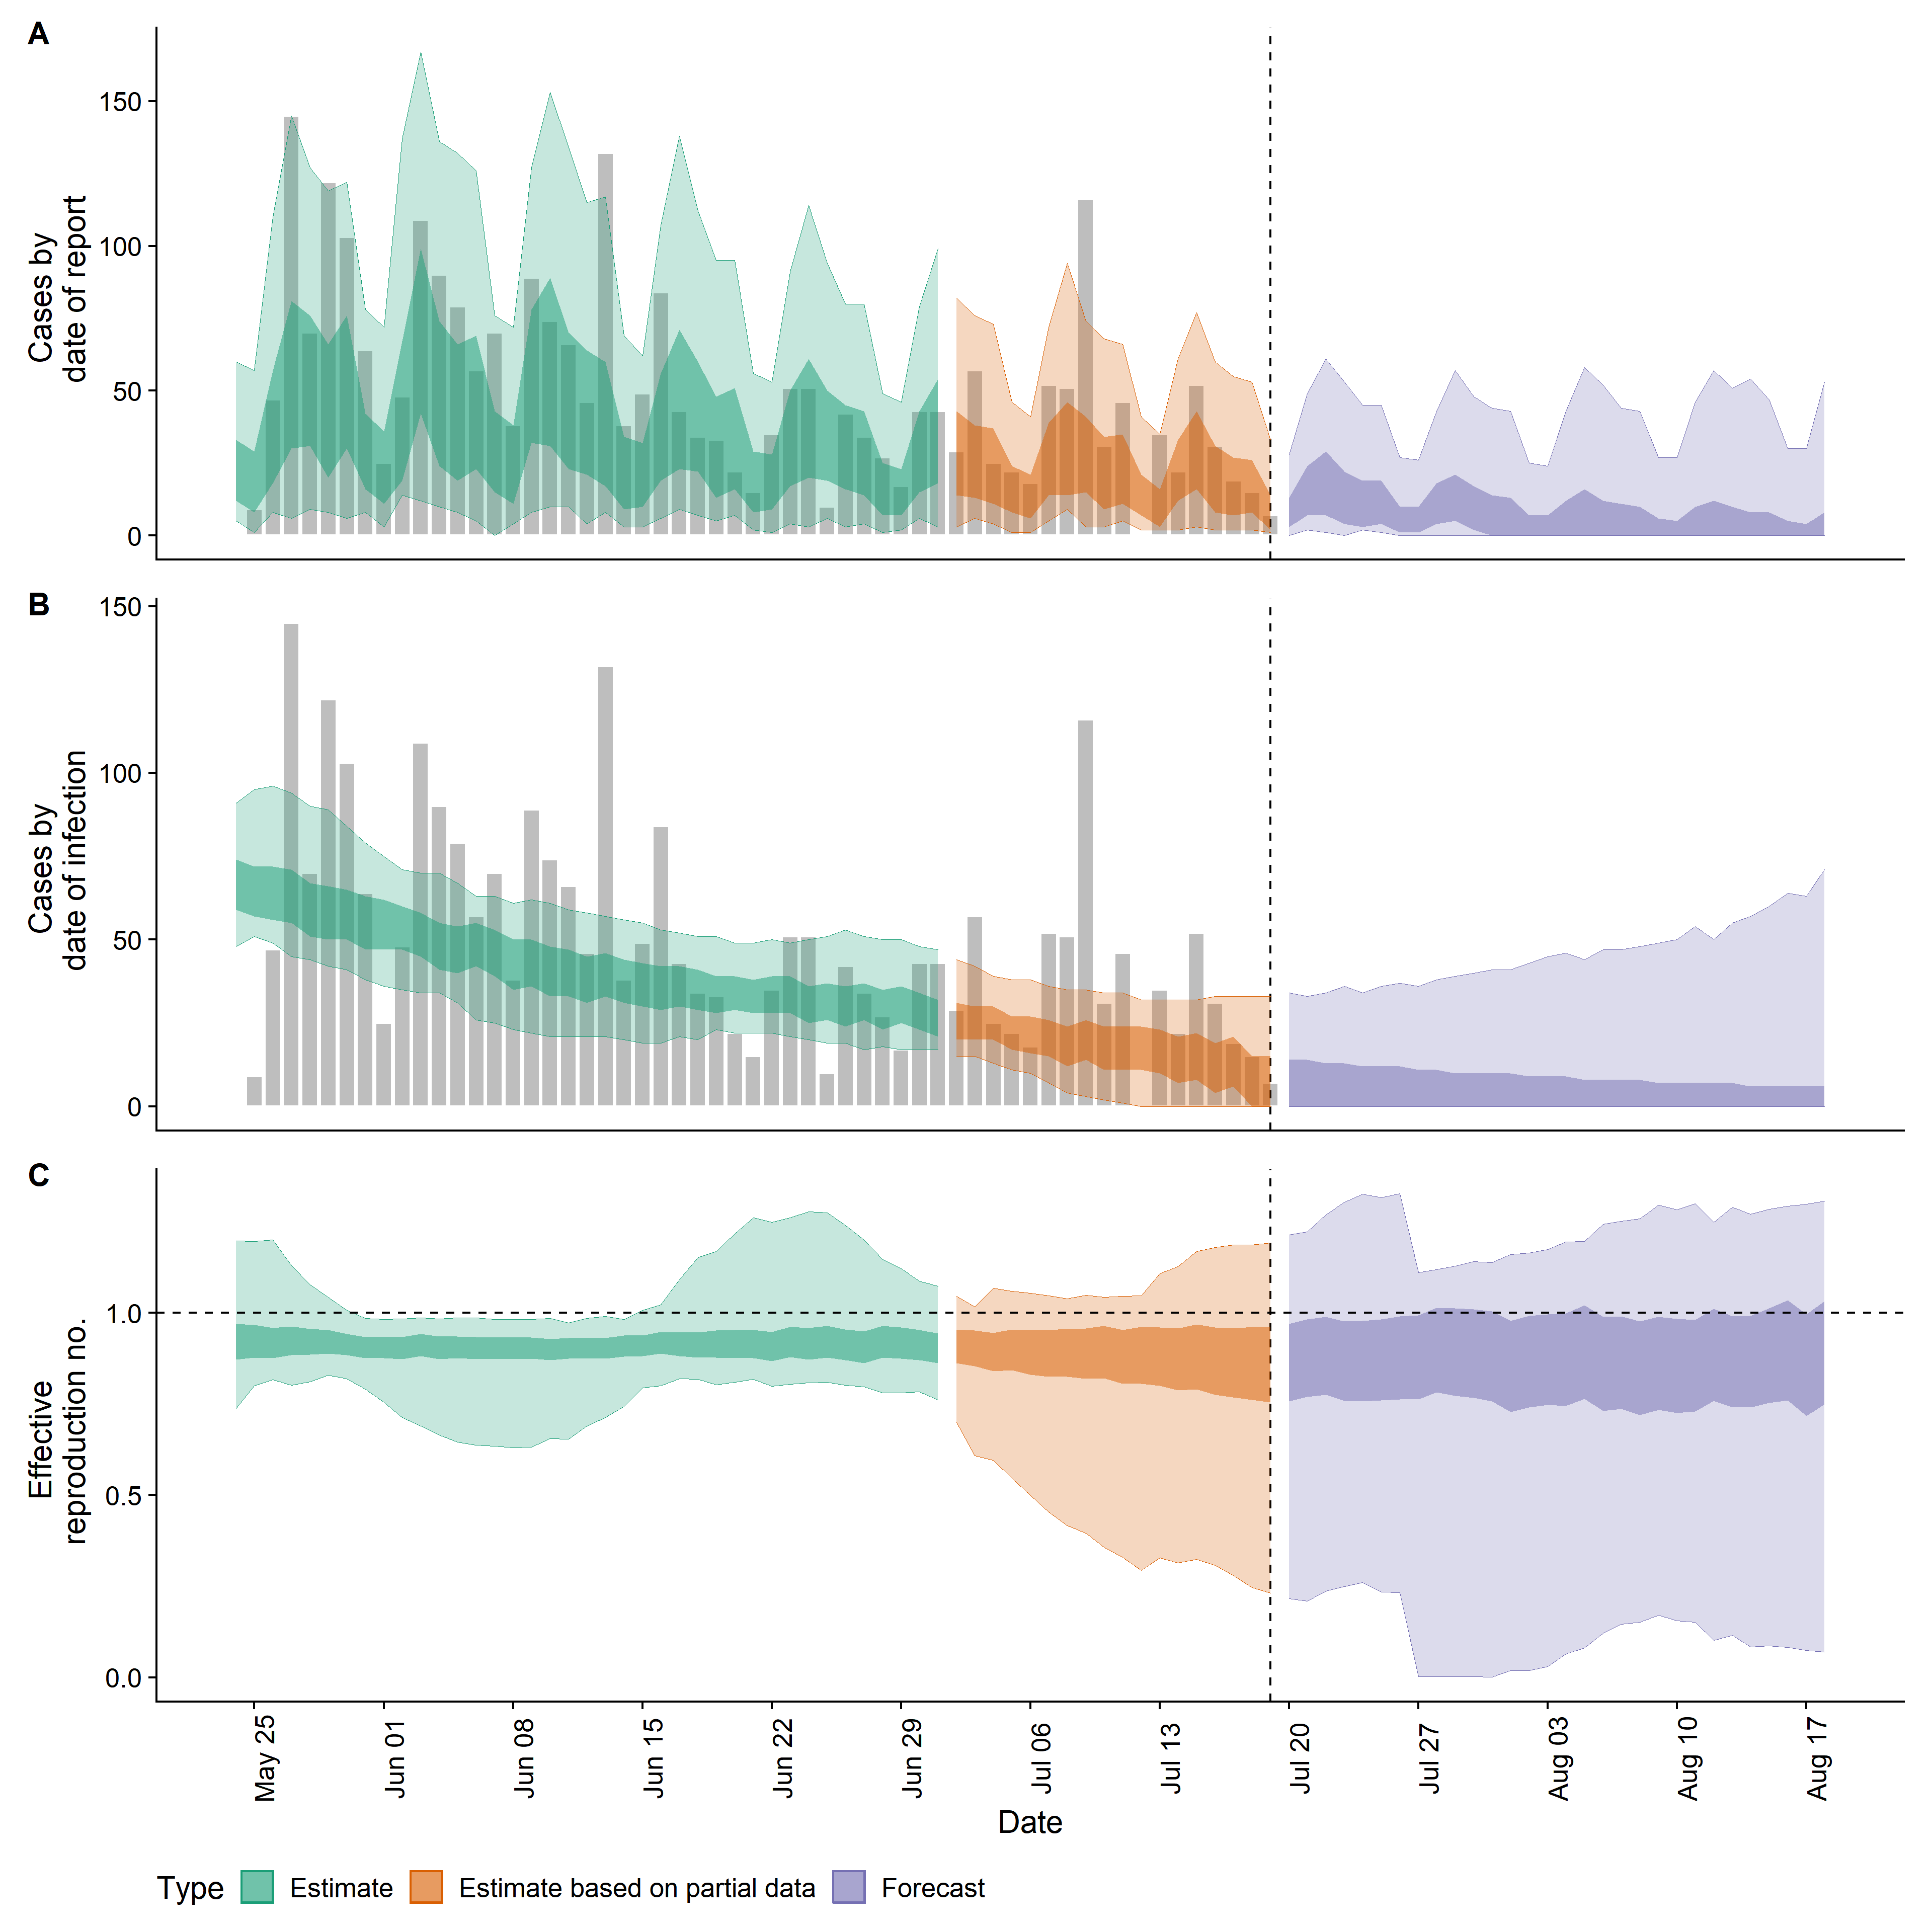 A
Cases by
date of report
150
100
50
0
B
Cases by
date of infection
150
100
50
0
C
Effective
reproduction no.
1.0
0.5
0.0
May 25
Jun 01
Jun 08
Jun 15
Jun 22
Jun 29
Jul 06
Jul 13
Jul 20
Jul 27
Aug 03
Aug 10
Aug 17
Date
Type
Estimate
Estimate based on partial data
Forecast